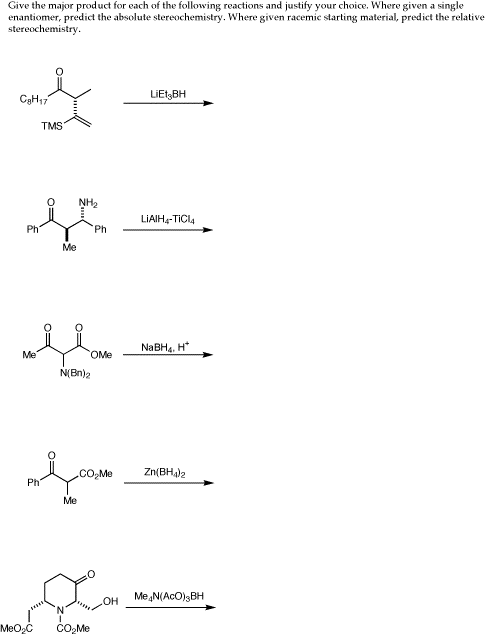 Give the major product for each of the following reactions and justify your choice. Where given a single
enantiomer, predict the absolute stereochemistry. Where given racemic starting material, predict the relative
stereochemistry.
O
C₈H₁₇
TMS
LiEt₃BH
O NH₂
Ph Ph
Me
LiAlH₄-TiCl₄
O O
Me OMe
N(Bn)₂
NaBH₄, H⁺
O
Ph CO₂Me
Me
Zn(BH₄)₂
O
OH
N
MeO₂C CO₂Me
Me₄N(AcO)₃BH